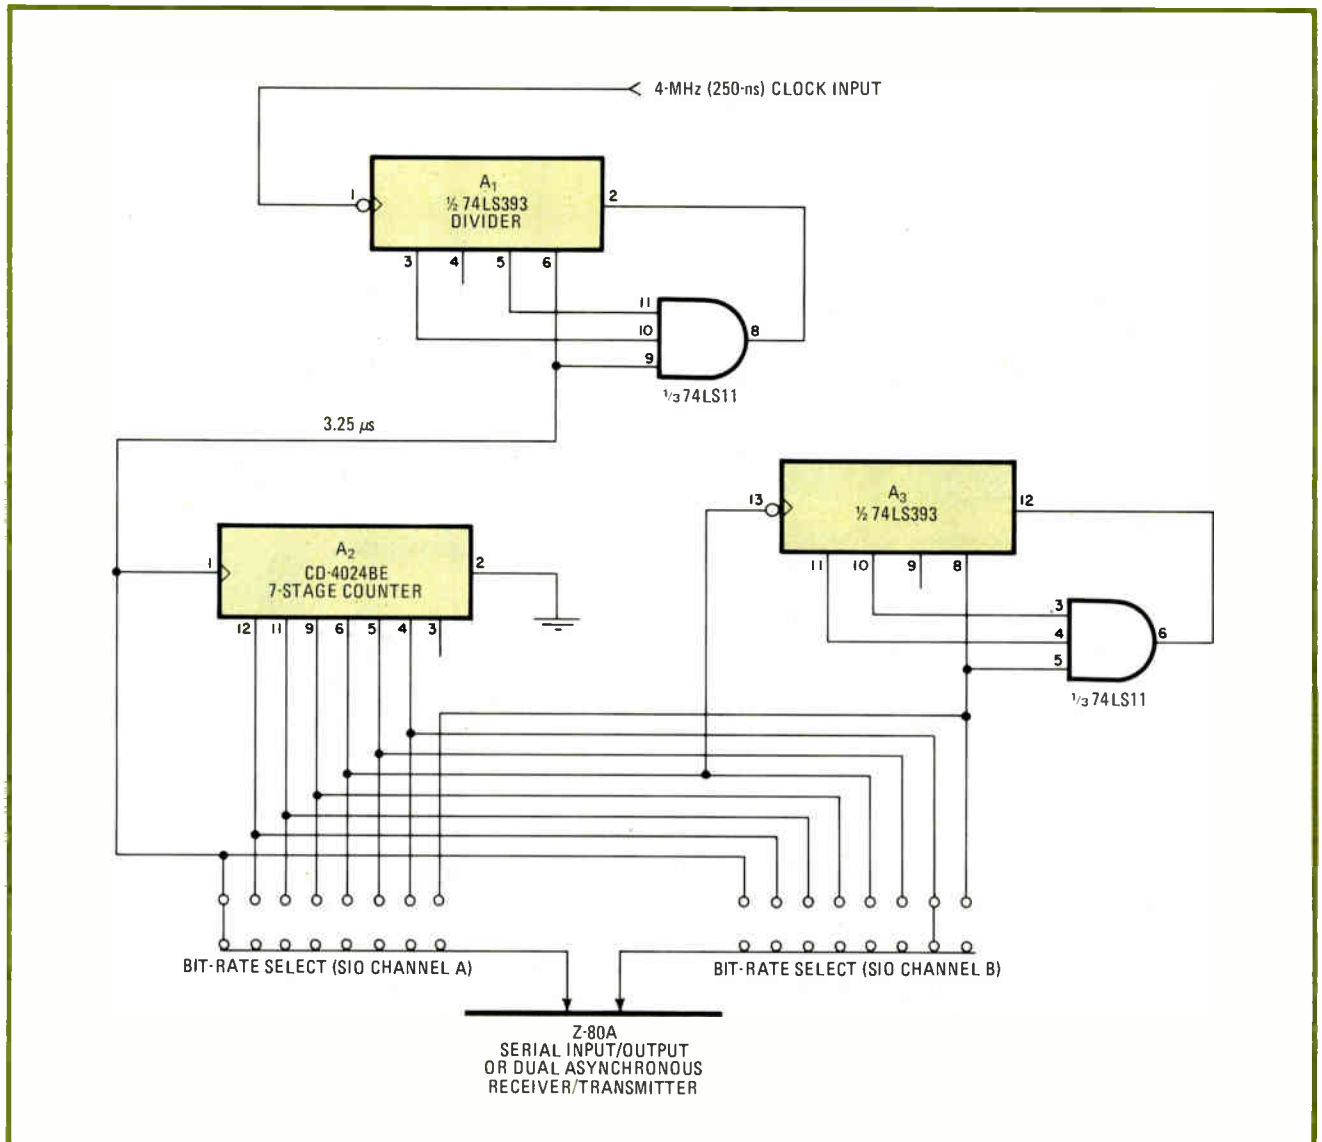 4-MHz (250-ns) CLOCK INPUT
A1
½ 74LS393
DIVIDER
1
2
3
4
5
6
11
10
9
8
1/3 74LS11
3.25 μs
A3
½ 74LS393
13
12
11
10
9
8
3
4
5
6
1/3 74LS11
A2
CD-4024BE
7-STAGE COUNTER
1
2
12
11
9
6
5
4
3
BIT-RATE SELECT (SIO CHANNEL A)
BIT-RATE SELECT (SIO CHANNEL B)
Z-80A
SERIAL INPUT/OUTPUT
OR DUAL ASYNCHRONOUS
RECEIVER/TRANSMITTER